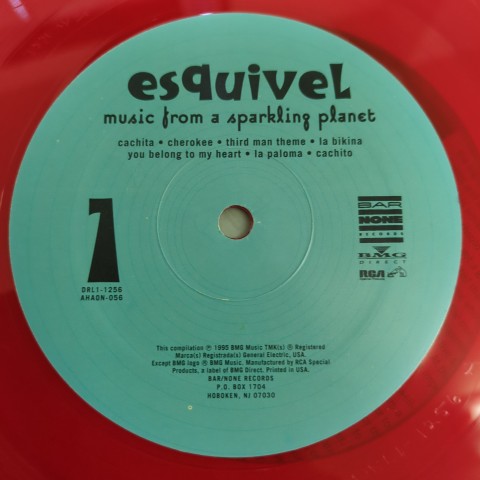 esquivel
music from a sparkling planet
cachita • cherokee • third man theme • la bikina
you belong to my heart • la paloma • cachito
1
DRL1-1256
AHAON-056
BAR
NONE
RECORDS
BMG
DIRECT
RCA
This compilation ℗ 1995 BMG Music TMK(s) ® Registered
Marca(s) Registrada(s) General Electric, USA.
Except BMG logo ® BMG Music. Manufactured by RCA Special
Products, a label of BMG Direct. Printed in USA.
BAR/NONE RECORDS
P.O. BOX 1704
HOBOKEN, NJ 07030